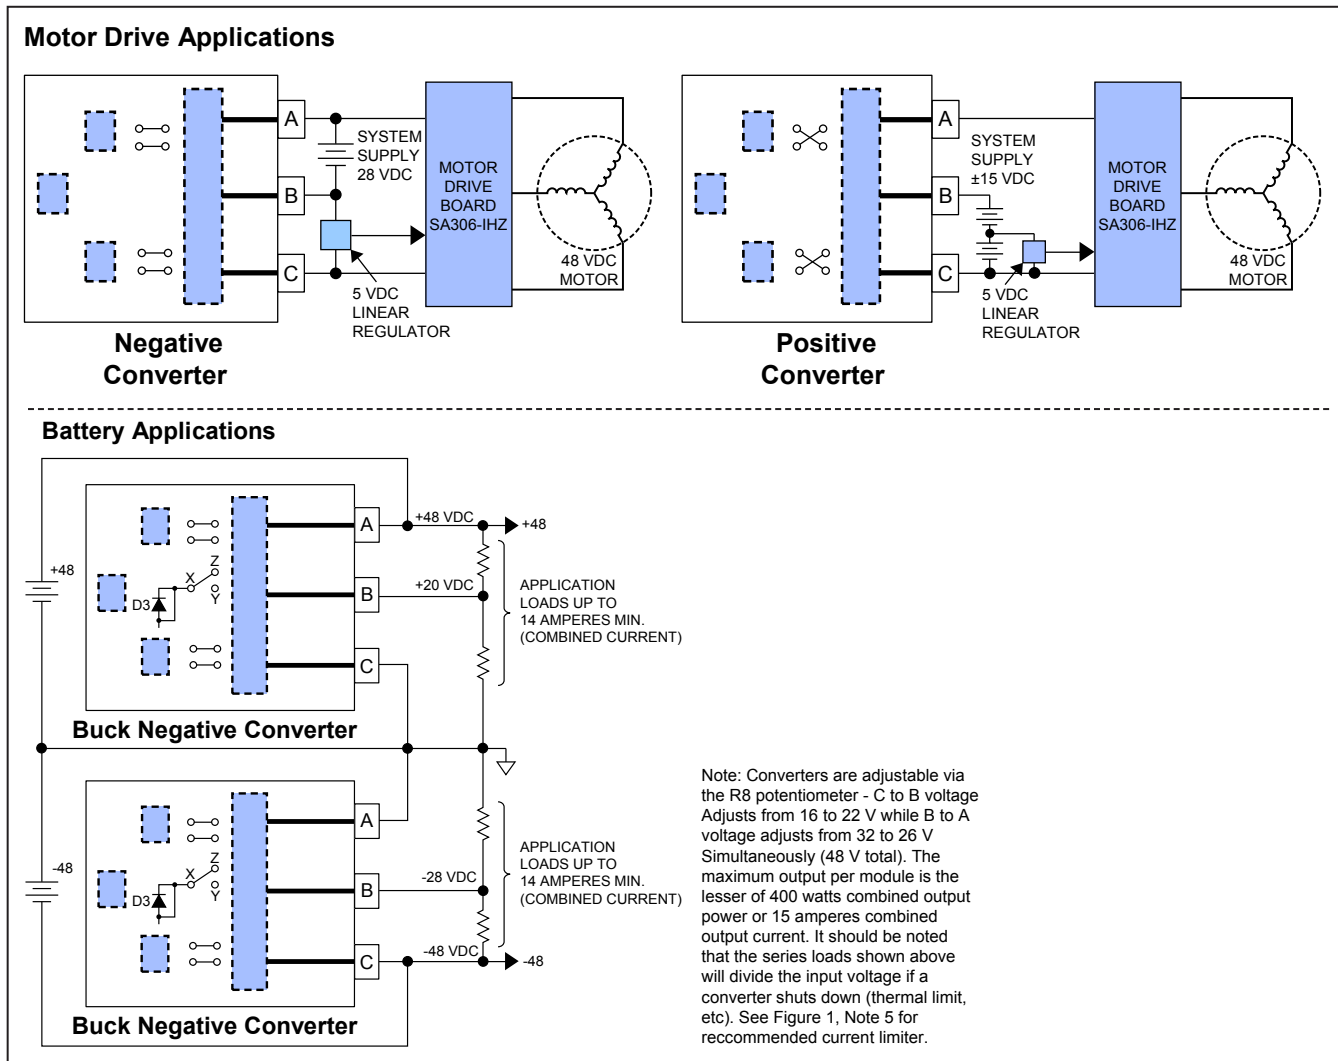 Motor Drive Applications
A
B
C
SYSTEM
SUPPLY
28 VDC
MOTOR
DRIVE
BOARD
SA306-IHZ
48 VDC
MOTOR
5 VDC
LINEAR
REGULATOR
Negative
Converter
A
B
C
SYSTEM
SUPPLY
±15 VDC
MOTOR
DRIVE
BOARD
SA306-IHZ
48 VDC
MOTOR
5 VDC
LINEAR
REGULATOR
Positive
Converter
Battery Applications
+48
X
Z
Y
D3
A
B
C
+48 VDC
+48
+20 VDC
APPLICATION
LOADS UP TO
14 AMPERES MIN.
(COMBINED CURRENT)
Buck Negative Converter
-48
X
Z
Y
D3
A
B
C
-28 VDC
-48 VDC
-48
APPLICATION
LOADS UP TO
14 AMPERES MIN.
(COMBINED CURRENT)
Buck Negative Converter
Note: Converters are adjustable via
the R8 potentiometer - C to B voltage
Adjusts from 16 to 22 V while B to A
voltage adjusts from 32 to 26 V
Simultaneously (48 V total). The
maximum output per module is the
lesser of 400 watts combined output
power or 15 amperes combined
output current. It should be noted
that the series loads shown above
will divide the input voltage if a
converter shuts down (thermal limit,
etc). See Figure 1, Note 5 for
reccommended current limiter.